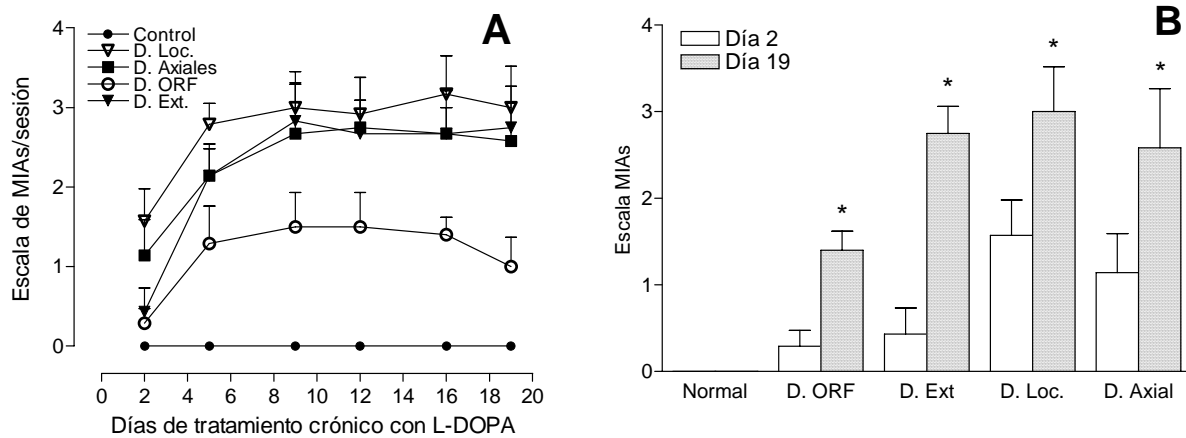 A
Control
D. Loc.
D. Axiales
D. ORF
D. Ext.
Escala de MIAs/sesión
4
3
2
1
0
0 2 4 6 8 10 12 14 16 18 20
Días de tratamiento crónico con L-DOPA
B
Día 2
Día 19
Escala MIAs
4
3
2
1
0
* * * *
Normal D. ORF D. Ext D. Loc. D. Axial